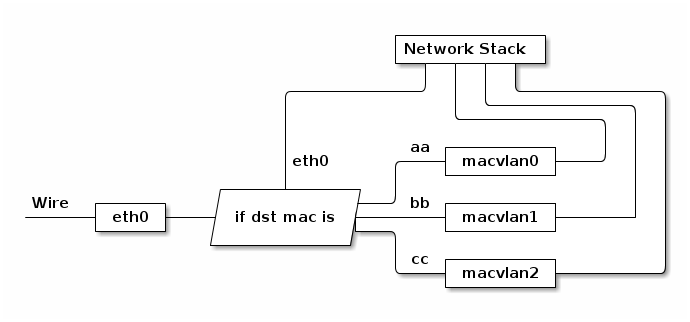 Network Stack
eth0
aa
macvlan0
Wire
eth0
if dst mac is
bb
macvlan1
cc
macvlan2